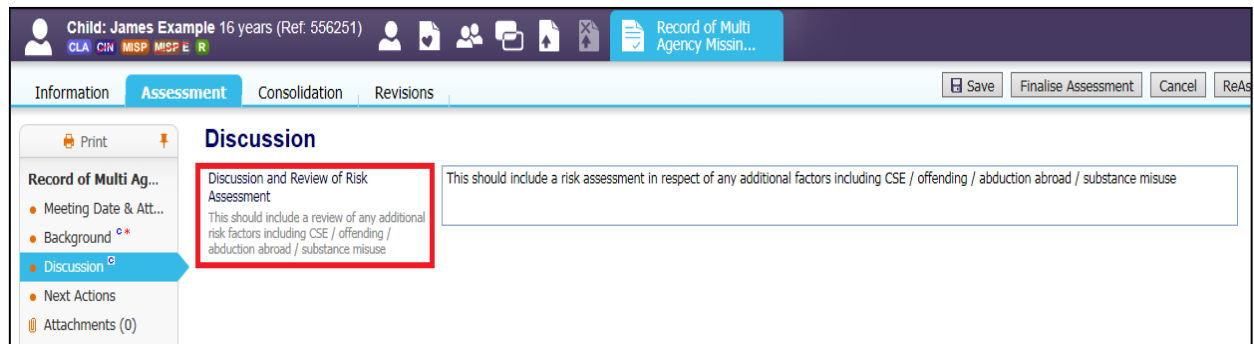 Child: James Example 16 years (Ref: 556251)
CLA CIN MISP MISP E R
Record of Multi
Agency Missin...
Information Assessment Consolidation Revisions
Save Finalise Assessment Cancel ReAs
Print
Discussion
Record of Multi Ag...
Meeting Date & Att...
Background C*
Discussion C
Next Actions
Attachments (0)
Discussion and Review of Risk
Assessment
This should include a review of any additional
risk factors including CSE / offending /
abduction abroad / substance misuse
This should include a risk assessment in respect of any additional factors including CSE / offending / abduction abroad / substance misuse